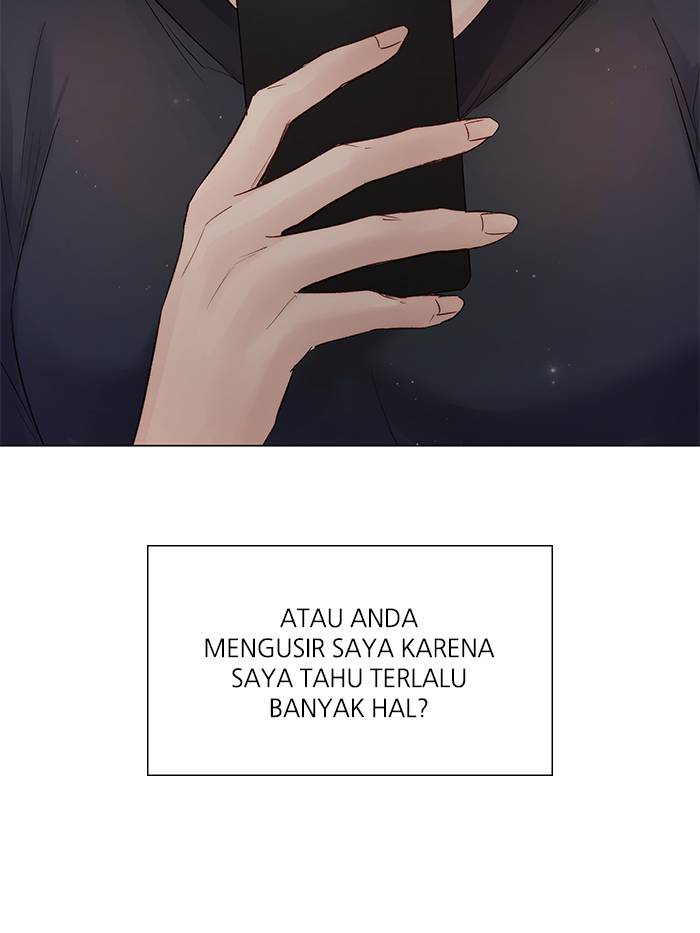 ATAU ANDA
MENGUSIR SAYA KARENA
SAYA TAHU TERLALU
BANYAK HAL?